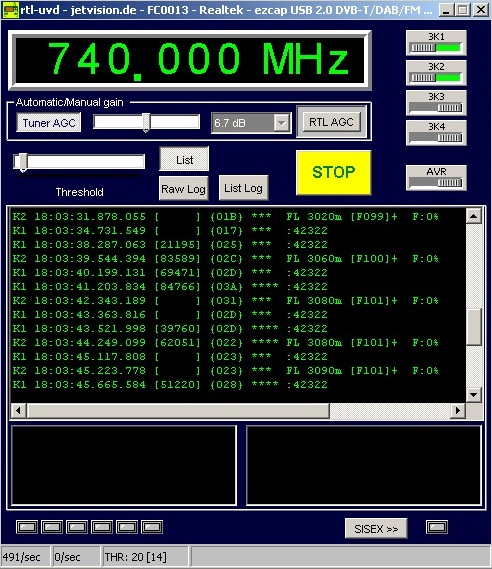 rtl-uvd - jetvision.de - FC0013 - Realtek - ezcap USB 2.0 DVB-T/DAB/FM ...
740.000 MHz
3K1
3K2
3K3
3K4
AVR
Automatic/Manual gain
Tuner AGC
6.7 dB
RTL AGC
Threshold
List
Raw Log
List Log
STOP
K2 18:03:31.878.055 [     ] {01B} ***  FL 3020m [F099]+  F:0%
K1 18:03:34.731.549 [     ] {017} ***  :42322
K1 18:03:38.287.063 [21195] {025} ***  :42322
K2 18:03:39.544.394 [83589] {02C} ***  FL 3060m [F100]+  F:0%
K1 18:03:40.199.131 [69471] {02D} ***  :42322
K1 18:03:41.203.834 [84766] {03A} **** :42322
K2 18:03:42.343.189 [     ] {031} ***  FL 3080m [F101]+  F:0%
K1 18:03:43.363.816 [     ] {02D} ***  :42322
K1 18:03:43.521.998 [39760] {02D} **** :42322
K2 18:03:44.249.099 [62051] {022} ***  FL 3080m [F101]+  F:0%
K1 18:03:45.117.808 [     ] {023} ***  :42322
K2 18:03:45.223.778 [     ] {023} ***  FL 3090m [F101]+  F:0%
K1 18:03:45.665.584 [51220] {028} **** :42322
SISEX >>
491/sec
0/sec
THR: 20 [14]